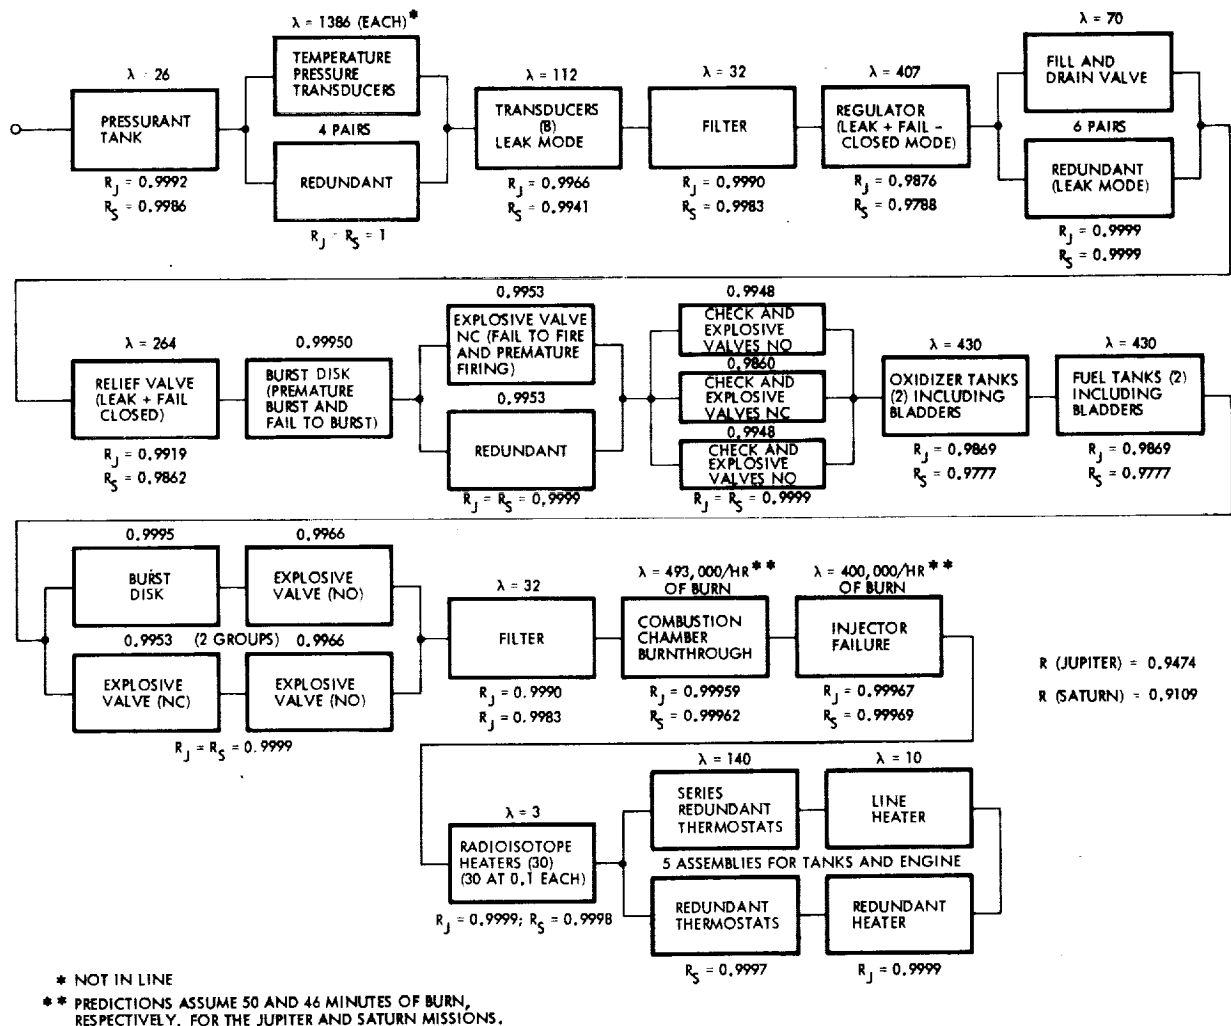 λ = 1386 (EACH)*
λ = 26
TEMPERATURE
PRESSURE
TRANSDUCERS
4 PAIRS
REDUNDANT
PRESSURANT
TANK
R_J = 0.9992
R_S = 0.9986
R_J - R_S = 1
λ = 112
TRANSDUCERS
(8)
LEAK MODE
R_J = 0.9966
R_S = 0.9941
λ = 32
FILTER
R_J = 0.9990
R_S = 0.9983
λ = 407
REGULATOR
(LEAK + FAIL -
CLOSED MODE)
R_J = 0.9876
R_S = 0.9788
λ = 70
FILL AND
DRAIN VALVE
6 PAIRS
REDUNDANT
(LEAK MODE)
R_J = 0.9999
R_S = 0.9999
λ = 264
RELIEF VALVE
(LEAK + FAIL
CLOSED)
R_J = 0.9919
R_S = 0.9862
0.99950
BURST DISK
(PREMATURE
BURST AND
FAIL TO BURST)
0.9953
EXPLOSIVE VALVE
NC (FAIL TO FIRE
AND PREMATURE
FIRING)
0.9953
REDUNDANT
R_J = R_S = 0.9999
0.9948
CHECK AND
EXPLOSIVE
VALVES NO
0.9860
CHECK AND
EXPLOSIVE
VALVES NC
0.9948
CHECK AND
EXPLOSIVE
VALVES NO
R_J = R_S = 0.9999
λ = 430
OXIDIZER TANKS
(2) INCLUDING
BLADDERS
R_J = 0.9869
R_S = 0.9777
λ = 430
FUEL TANKS (2)
INCLUDING
BLADDERS
R_J = 0.9869
R_S = 0.9777
0.9995
BURST
DISK
0.9966
EXPLOSIVE
VALVE (NO)
0.9953 (2 GROUPS) 0.9966
EXPLOSIVE
VALVE (NC)
EXPLOSIVE
VALVE (NO)
R_J = R_S = 0.9999
λ = 32
FILTER
R_J = 0.9990
R_J = 0.9983
λ = 493,000/HR**
OF BURN
COMBUSTION
CHAMBER
BURNTHROUGH
R_J = 0.99959
R_S = 0.99962
λ = 400,000/HR**
OF BURN
INJECTOR
FAILURE
R_J = 0.99967
R_S = 0.99969
R (JUPITER) = 0.9474
R (SATURN) = 0.9109
λ = 3
RADIOISOTOPE
HEATERS (30)
(30 AT 0.1 EACH)
R_J = 0.9999; R_S = 0.9998
λ = 140
SERIES
REDUNDANT
THERMOSTATS
λ = 10
LINE
HEATER
5 ASSEMBLIES FOR TANKS AND ENGINE
REDUNDANT
THERMOSTATS
REDUNDANT
HEATER
R_S = 0.9997
R_J = 0.9999
* NOT IN LINE
** PREDICTIONS ASSUME 50 AND 46 MINUTES OF BURN,
RESPECTIVELY, FOR THE JUPITER AND SATURN MISSIONS.